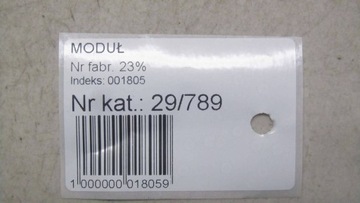 MODUŁ
Nr fabr. 23%
Indeks: 001805
Nr kat.: 29/789
1 000000 018059